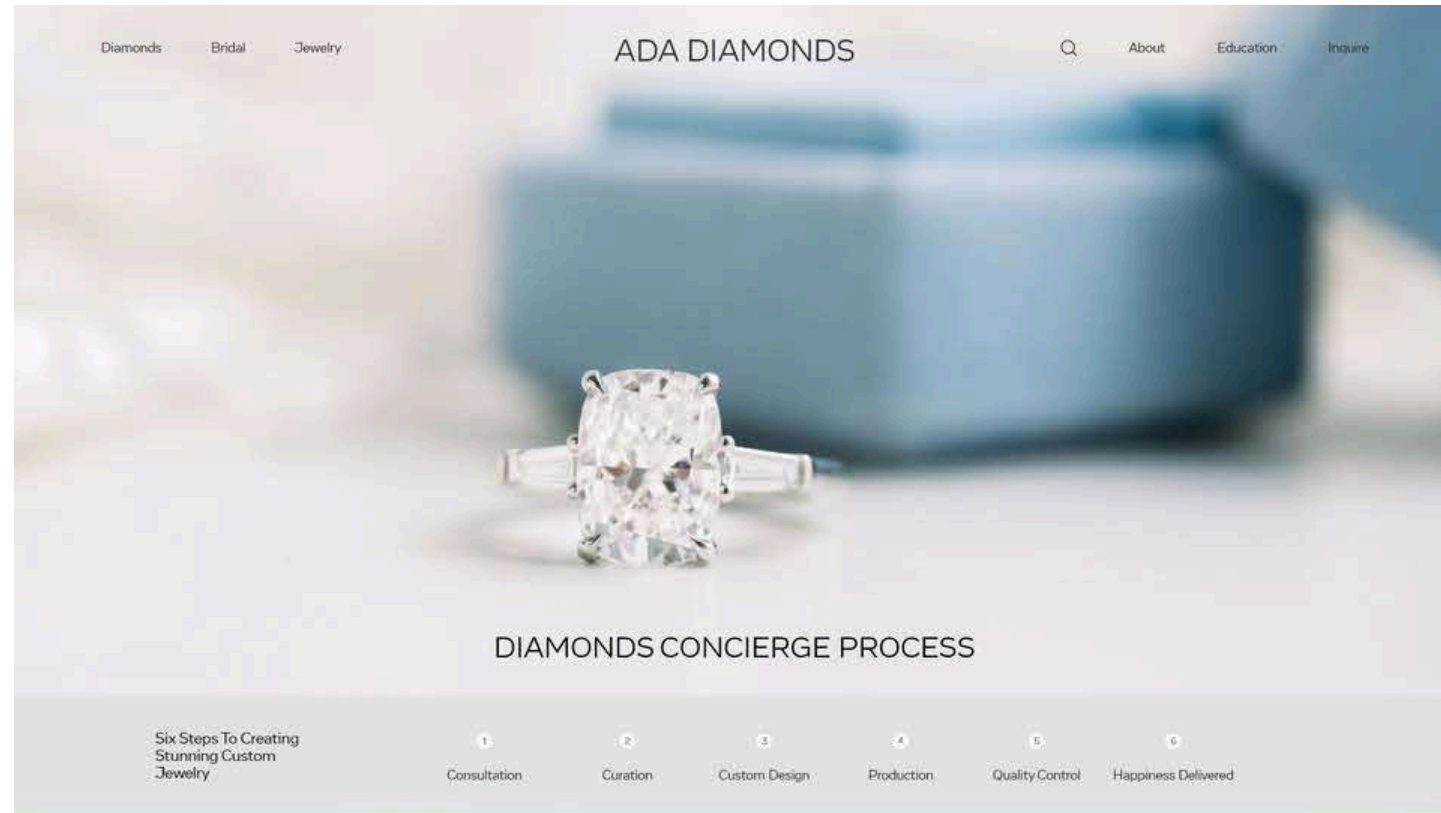 Diamonds Bridal Jewelry ADA DIAMONDS About Education Inquire
DIAMONDS CONCIERGE PROCESS
Six Steps To Creating
Stunning Custom
Jewelry
1 2 3 4 5 6
Consultation Curation Custom Design Production Quality Control Happiness Delivered